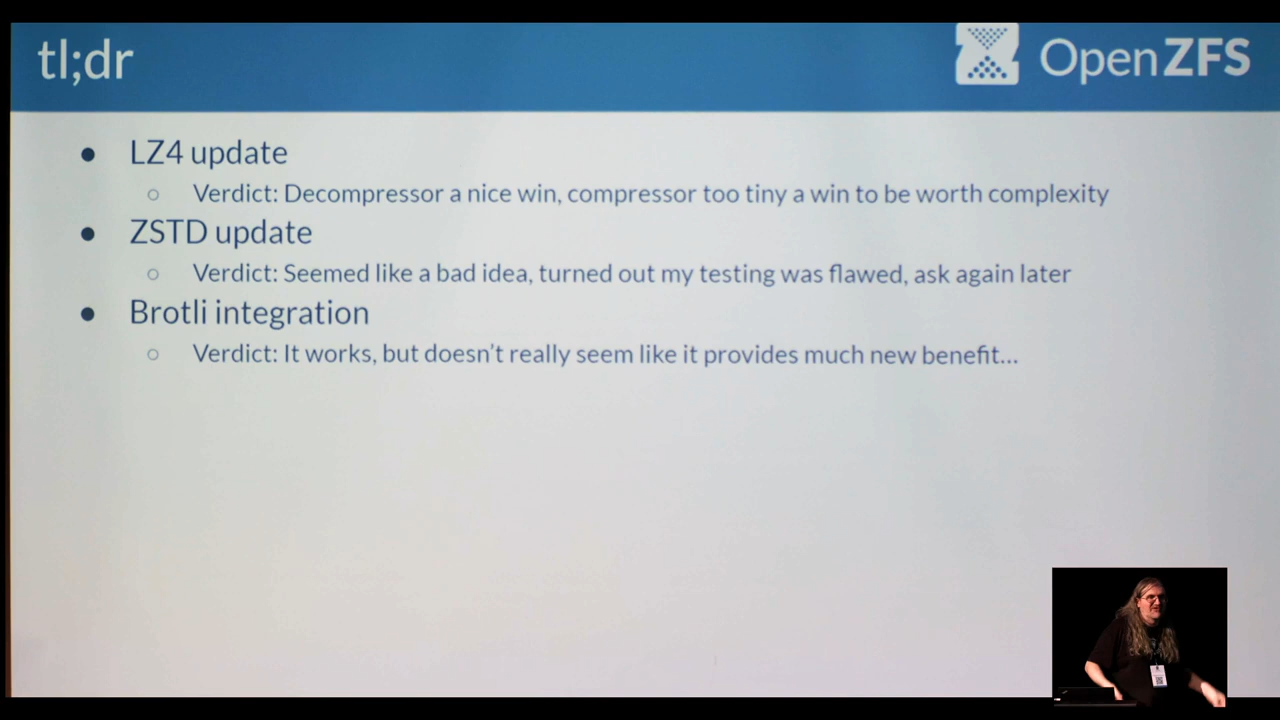 tl;dr
OpenZFS
LZ4 update
Verdict: Decompressor a nice win, compressor too tiny a win to be worth complexity
ZSTD update
Verdict: Seemed like a bad idea, turned out my testing was flawed, ask again later
Brotli integration
Verdict: It works, but doesn’t really seem like it provides much new benefit...